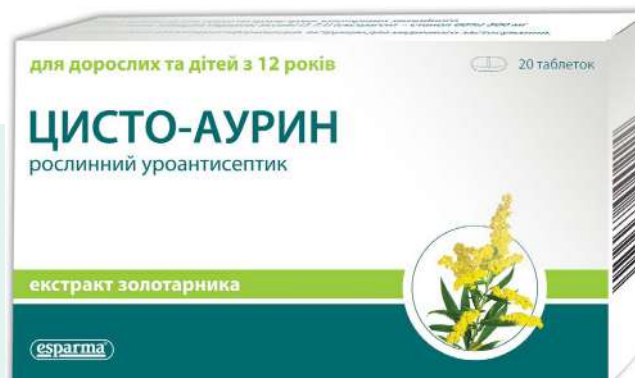 для дорослих та дітей з 12 років
20 таблеток
ЦИСТО-АУРИН
рослинний уроантисептик
екстракт золотарника
esparma